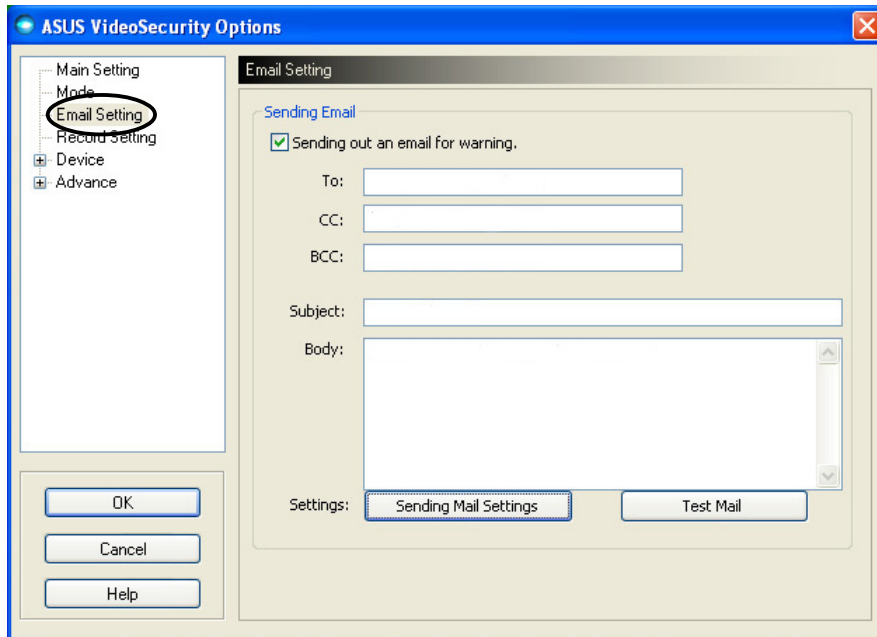 ASUS VideoSecurity Options
Main Setting
Mode
Email Setting
Record Setting
Device
Advance
OK
Cancel
Help
Email Setting
Sending Email
Sending out an email for warning.
To:
CC:
BCC:
Subject:
Body:
Settings: Sending Mail Settings Test Mail